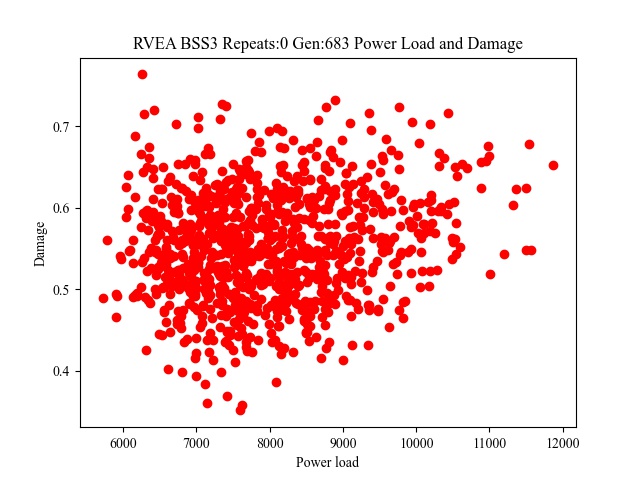 RVEA BSS3 Repeats:0 Gen:683 Power Load and Damage
0.7
0.6
0.5
0.4
Damage
6000 7000 8000 9000 10000 11000 12000
Power load